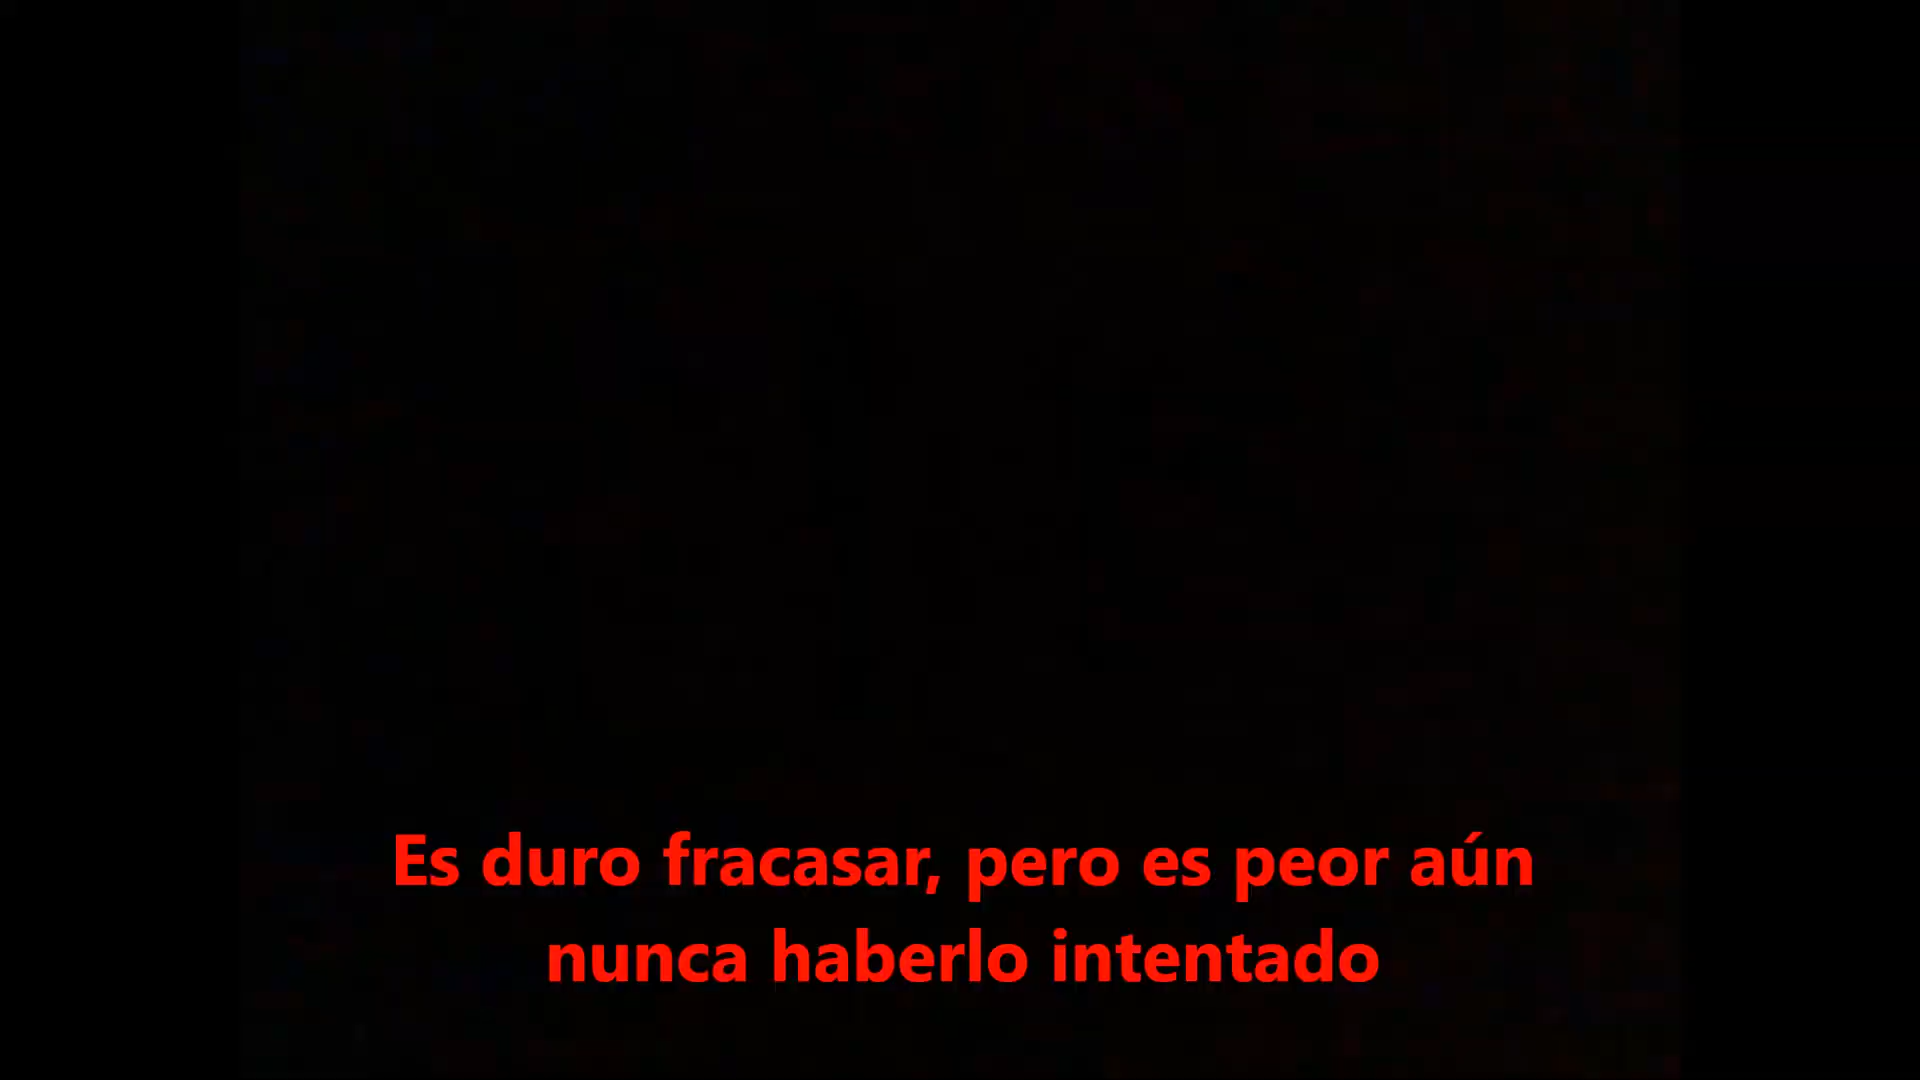 Es duro fracasar, pero es peor aún
nunca haberlo intentado